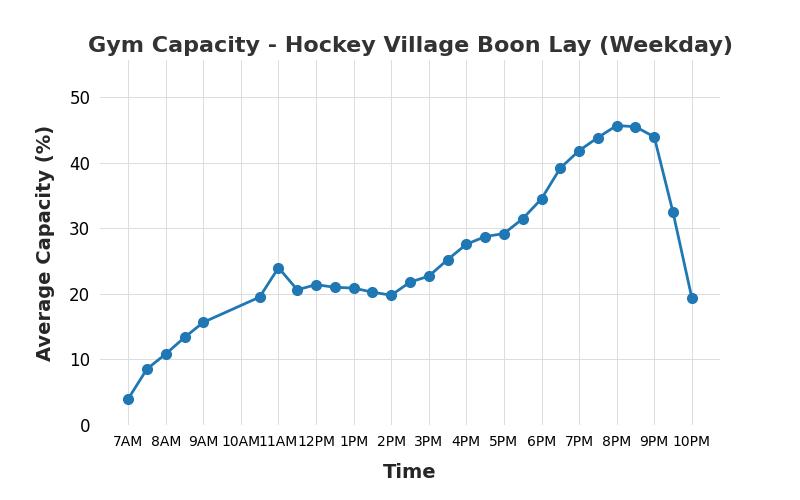 Gym Capacity - Hockey Village Boon Lay (Weekday)
Average Capacity (%)
50
40
30
20
10
0
7AM 8AM 9AM 10AM 11AM 12PM 1PM 2PM 3PM 4PM 5PM 6PM 7PM 8PM 9PM 10PM
Time